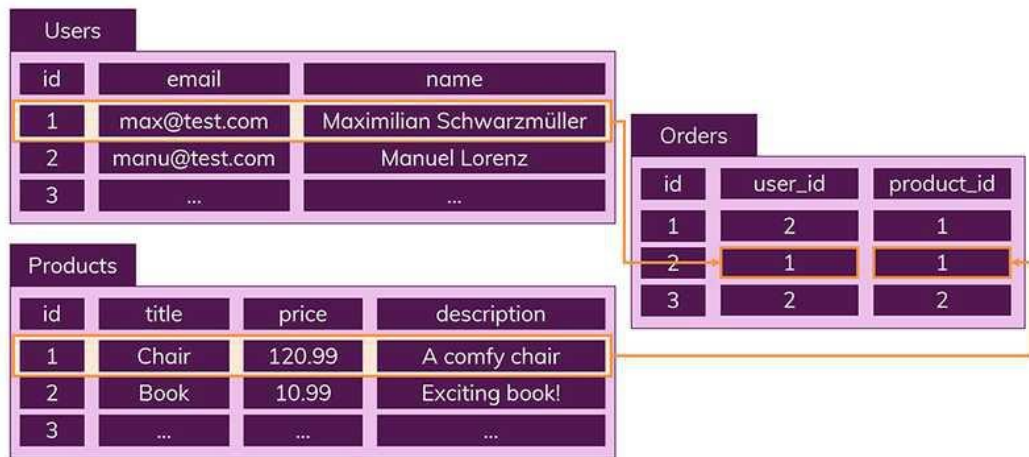 Users
id email name
1 max@test.com Maximilian Schwarzmüller
2 manu@test.com Manuel Lorenz
3 ... ...
Orders
id user_id product_id
1 2 1
2 1 1
3 2 2
Products
id title price description
1 Chair 120.99 A comfy chair
2 Book 10.99 Exciting book!
3 ... ... ...